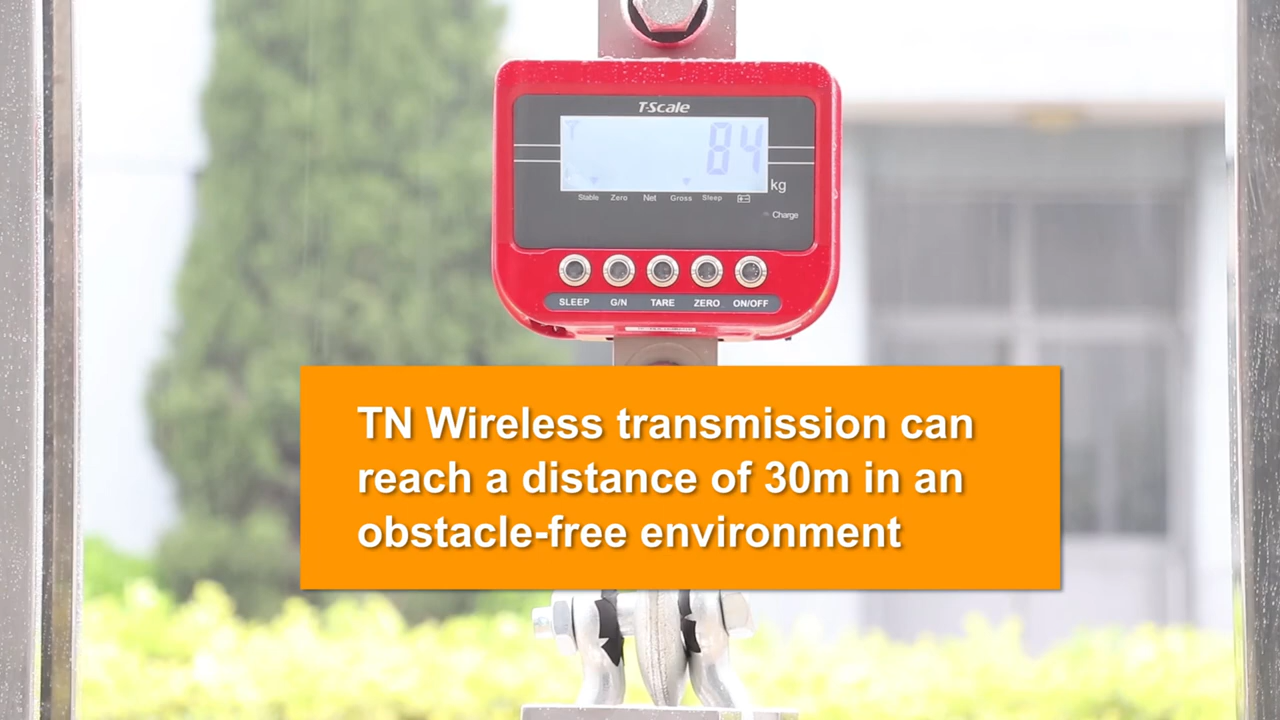 T-Scale
84
kg
Stable Zero Net Gross Sleep
Charge
SLEEP G/N TARE ZERO ON/OFF
TN Wireless transmission can
reach a distance of 30m in an
obstacle-free environment